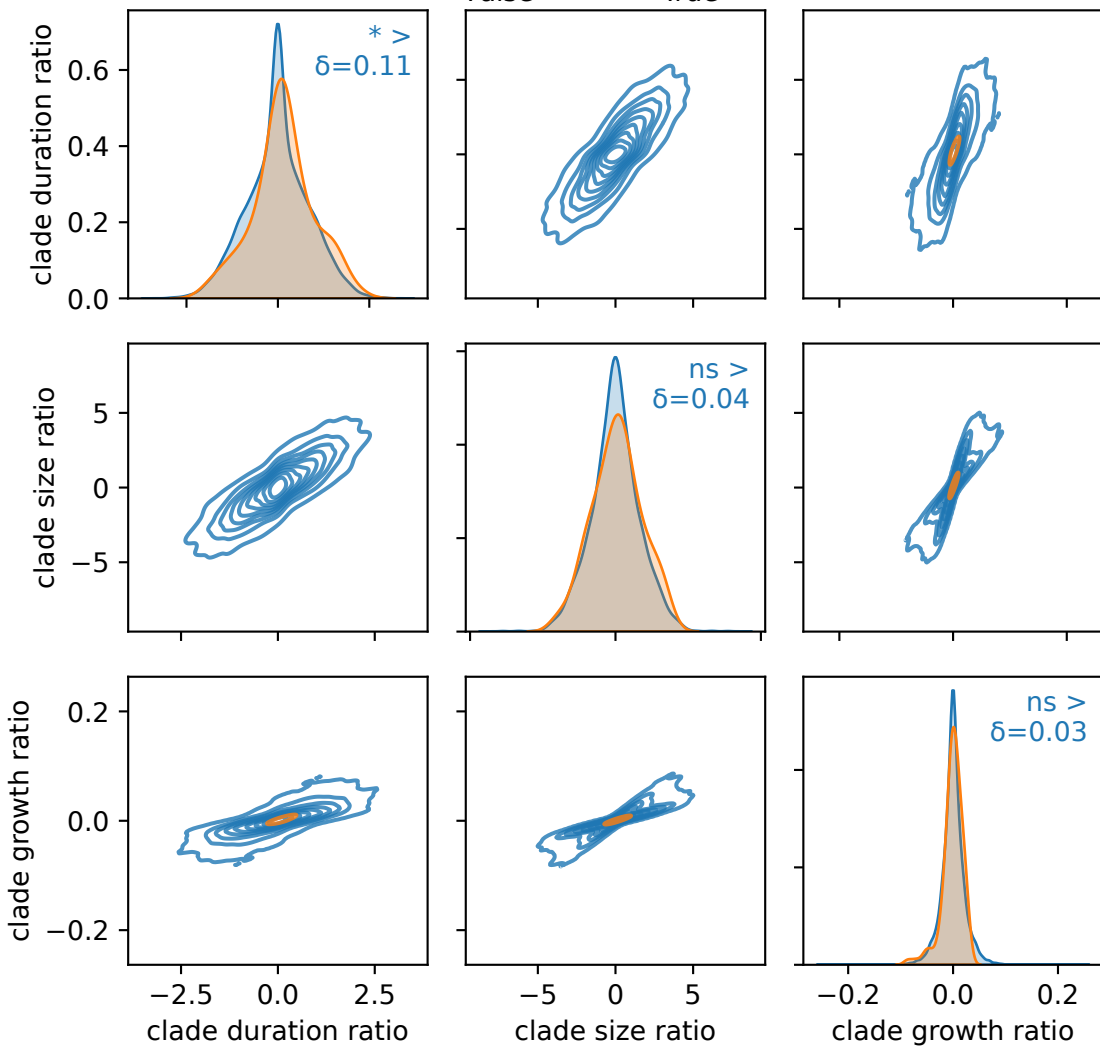 clade duration ratio
0.6
0.4
0.2
0.0
* >
δ=0.11
clade size ratio
5
0
−5
ns >
δ=0.04
clade growth ratio
0.2
0.0
−0.2
ns >
δ=0.03
−2.5 0.0 2.5
−5 0 5
−0.2 0.0 0.2
clade duration ratio
clade size ratio
clade growth ratio